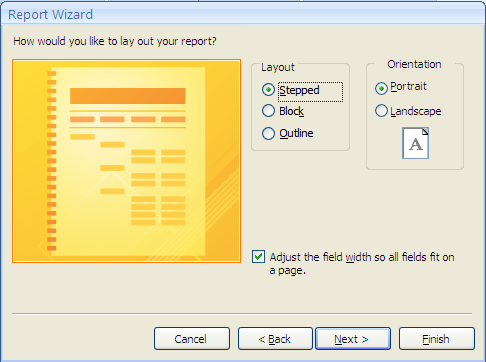 Report Wizard
How would you like to lay out your report?
Layout
Stepped
Block
Outline
Orientation
Portrait
Landscape
A
Adjust the field width so all fields fit on
a page.
Cancel
< Back
Next >
Finish